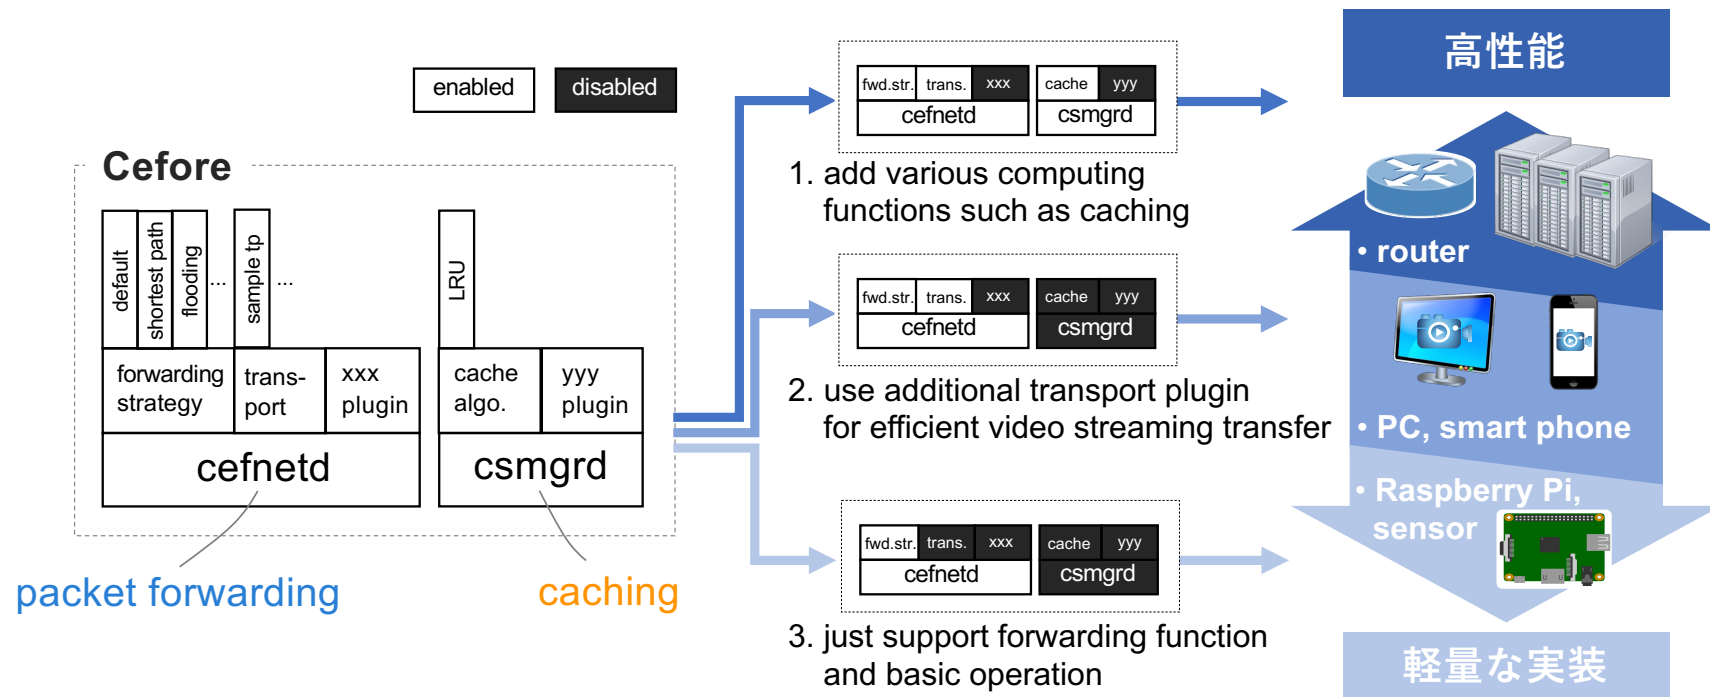 enabled
disabled
Cefore
default
shortest path
flooding
...
sample tp
...
LRU
forwarding
strategy
trans-
port
xxx
plugin
cache
algo.
yyy
plugin
cefnetd
csmgrd
packet forwarding
caching
fwd.str.
trans.
xxx
cache
yyy
cefnetd
csmgrd
1. add various computing
functions such as caching
fwd.str.
trans.
xxx
cache
yyy
cefnetd
csmgrd
2. use additional transport plugin
for efficient video streaming transfer
fwd.str.
trans.
xxx
cache
yyy
cefnetd
csmgrd
3. just support forwarding function
and basic operation
高性能
• router
• PC, smart phone
• Raspberry Pi,
sensor
軽量な実装